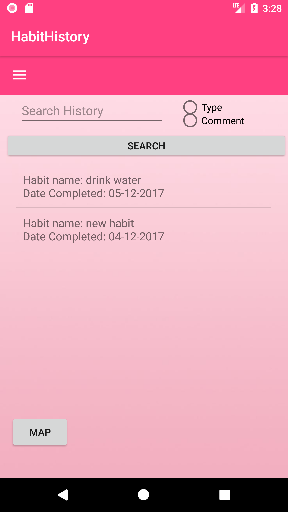 3:29
HabitHistory
Search History
Type
Comment
SEARCH
Habit name: drink water
Date Completed: 05-12-2017
Habit name: new habit
Date Completed: 04-12-2017
MAP